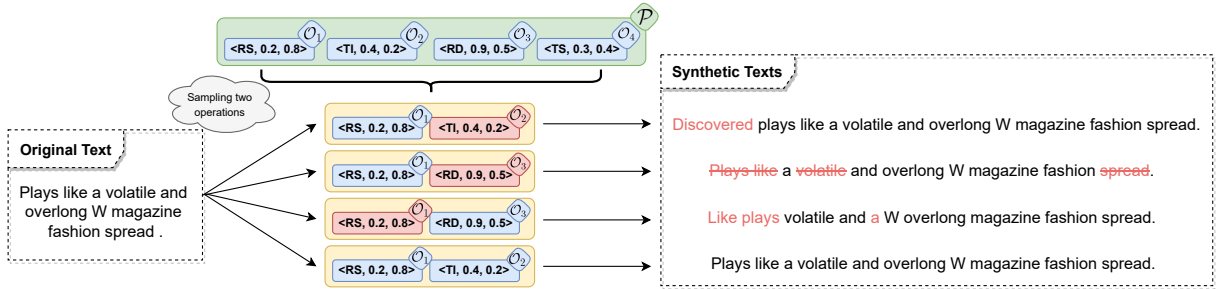 P
<RS, 0.2, 0.8> O1 <TI, 0.4, 0.2> O2 <RD, 0.9, 0.5> O3 <TS, 0.3, 0.4> O4
Sampling two
operations
Original Text
Plays like a volatile and
overlong W magazine
fashion spread .
<RS, 0.2, 0.8> O1 <TI, 0.4, 0.2> O2
<RS, 0.2, 0.8> O1 <RD, 0.9, 0.5> O3
<RS, 0.2, 0.8> O1 <RD, 0.9, 0.5> O3
<RS, 0.2, 0.8> O1 <TI, 0.4, 0.2> O2
Synthetic Texts
Discovered plays like a volatile and overlong W magazine fashion spread.
Plays like a volatile and overlong W magazine fashion spread.
Like plays volatile and a W overlong magazine fashion spread.
Plays like a volatile and overlong W magazine fashion spread.